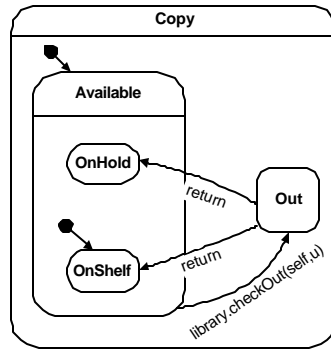 Copy
Available
OnHold
return
Out
OnShelf
return
library.checkOut(self,u)